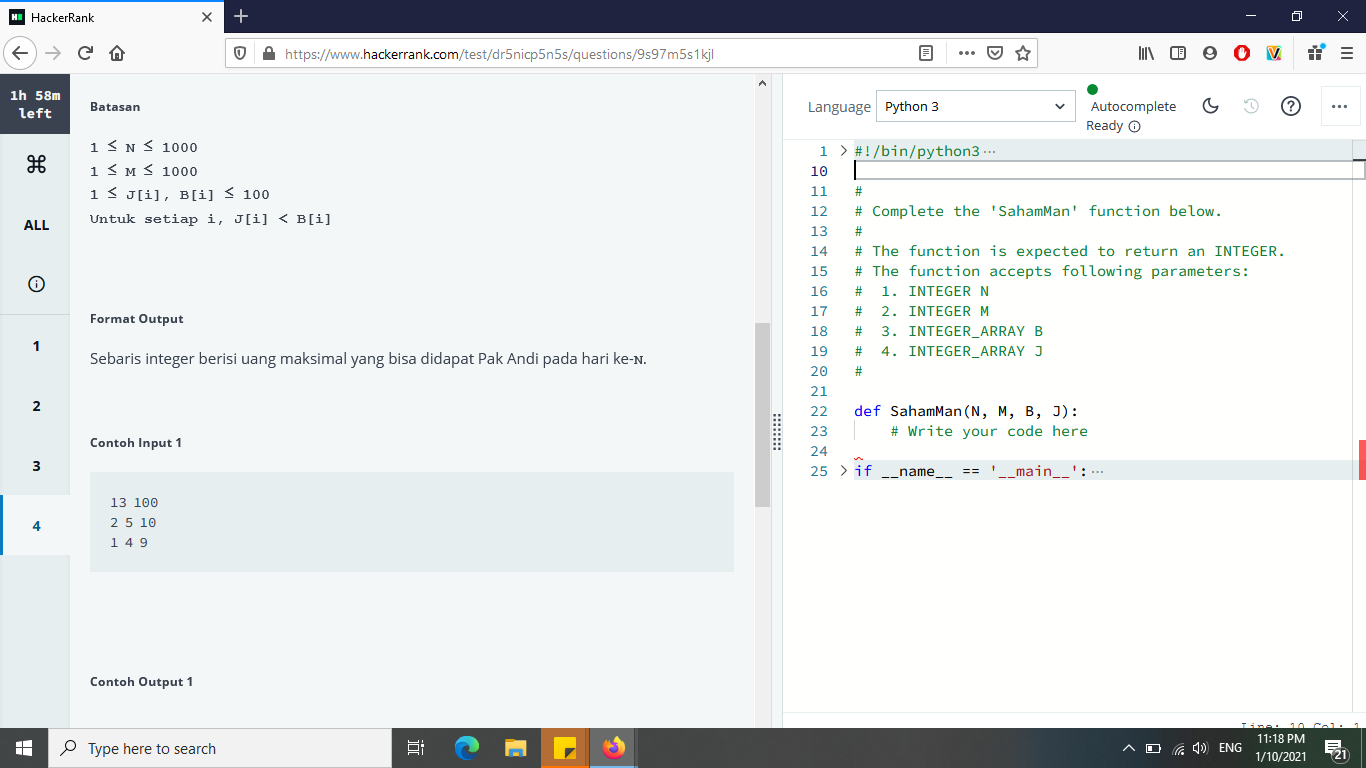 HackerRank
https://www.hackerrank.com/test/dr5nicp5n5s/questions/9s97m5s1kjl
1h 58m
left
ALL
1
2
3
4
Batasan
1 ≤ N ≤ 1000
1 ≤ M ≤ 1000
1 ≤ J[i], B[i] ≤ 100
Untuk setiap i, J[i] < B[i]
Format Output
Sebaris integer berisi uang maksimal yang bisa didapat Pak Andi pada hari ke-N.
Contoh Input 1
13 100
2 5 10
1 4 9
Contoh Output 1
Language
Python 3
Autocomplete
Ready
1 #!/bin/python3
10
11 #
12 # Complete the 'SahamMan' function below.
13 #
14 # The function is expected to return an INTEGER.
15 # The function accepts following parameters:
16 #  1. INTEGER N
17 #  2. INTEGER M
18 #  3. INTEGER_ARRAY B
19 #  4. INTEGER_ARRAY J
20 #
21
22 def SahamMan(N, M, B, J):
23     # Write your code here
24
25 if __name__ == '__main__':
Line: 10 Col: 1
Type here to search
ENG
11:18 PM
1/10/2021
21